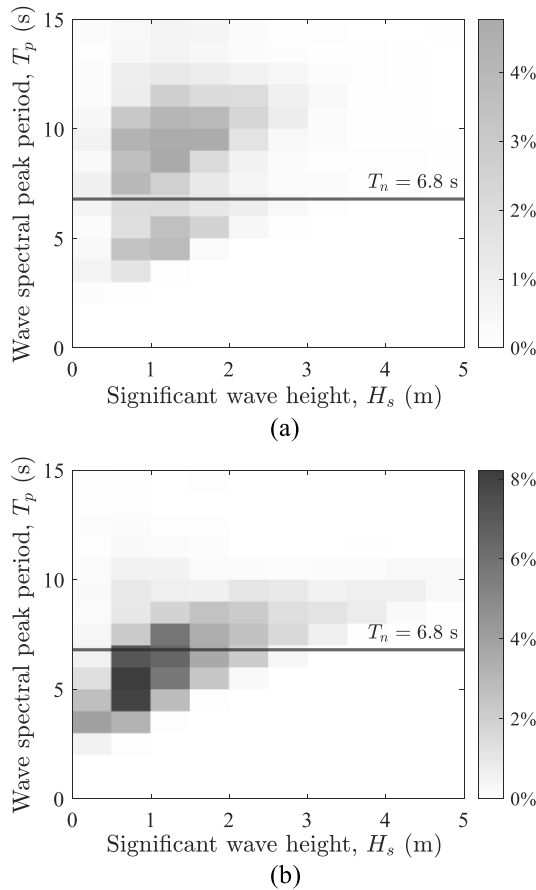 Wave spectral peak period, Tp (s)
15
10
5
0
Tn = 6.8 s
4%
3%
2%
1%
0%
0 1 2 3 4 5
Significant wave height, Hs (m)
(a)
Wave spectral peak period, Tp (s)
15
10
5
0
Tn = 6.8 s
8%
6%
4%
2%
0%
0 1 2 3 4 5
Significant wave height, Hs (m)
(b)